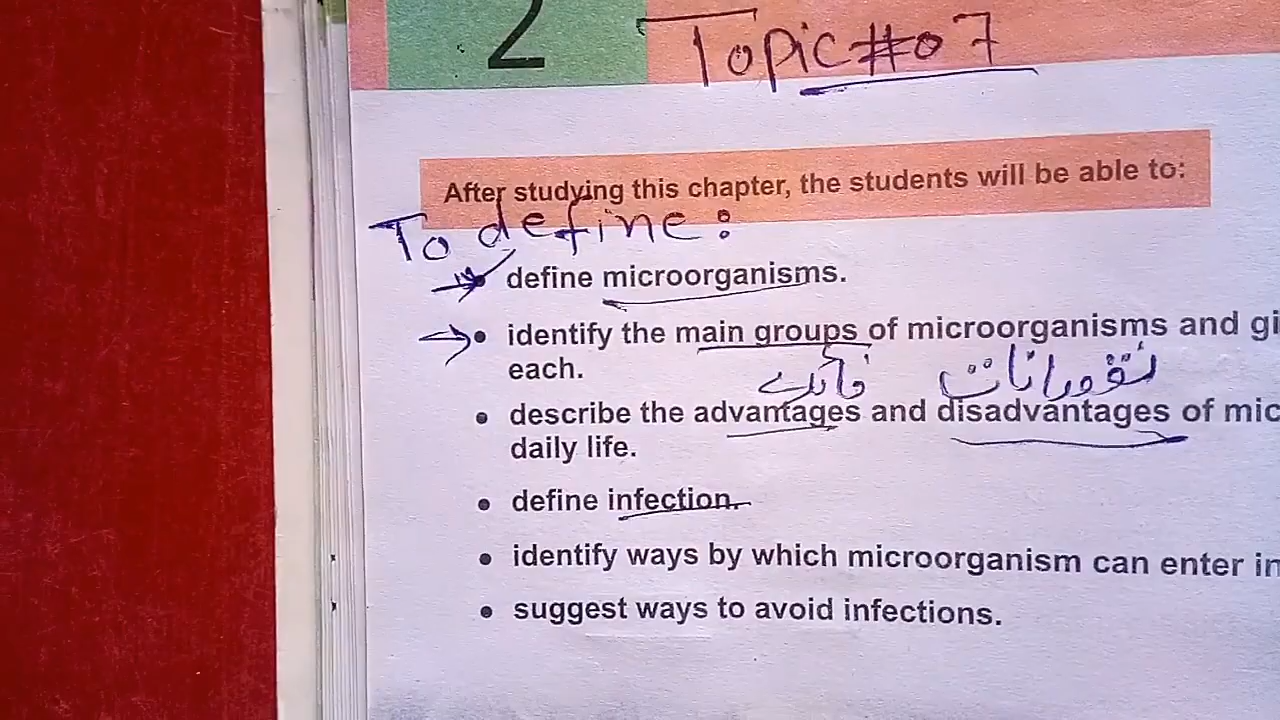 2
Topic#07
After studying this chapter, the students will be able to:
To define:
define microorganisms.
identify the main groups of microorganisms and gi
each.
فائدے نقورانات
describe the advantages and disadvantages of mic
daily life.
define infection.
identify ways by which microorganism can enter in
suggest ways to avoid infections.